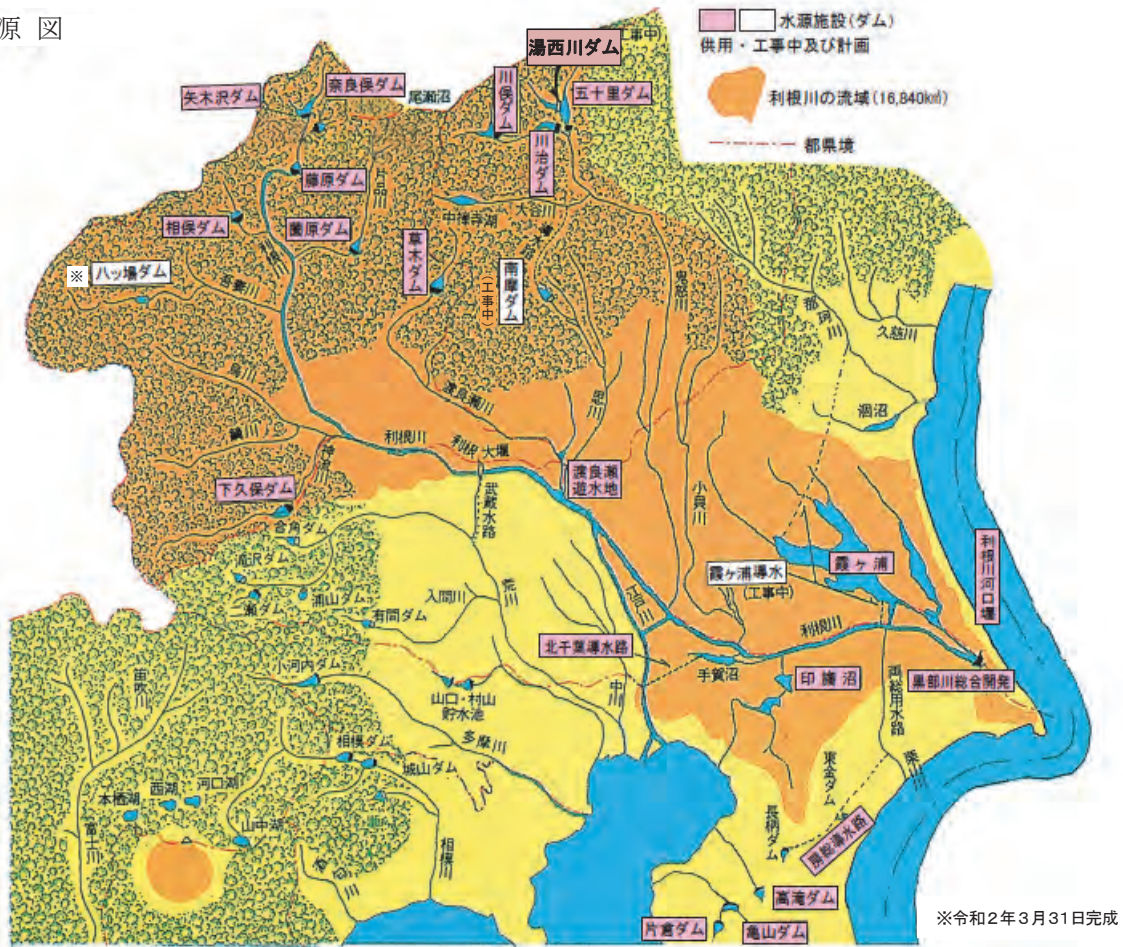 源 図
水源施設(ダム)
供用・工事中及び計画
利根川の流域(16,840k㎡)
都県境
湯西川ダム
工事中)
川俣ダム
五十里ダム
川治ダム
奈良俣ダム
矢木沢ダム
尾瀬沼
藤原ダム
片品川
相俣ダム
薗原ダム
※ 八ッ場ダム
吾妻川
中禅寺湖
大谷川
草木ダム
南摩ダム
(工事中)
鬼怒川
那珂川
久慈川
涸沼
烏川
鏑川
神流川
渡良瀬川
思川
利根川
利根大堰
渡良瀬
遊水地
小貝川
下久保ダム
武蔵水路
合角ダム
滝沢ダム
二瀬ダム
浦山ダム
有間ダム
入間川
荒川
江戸川
霞ヶ浦導水
(工事中)
霞ヶ浦
利根川河口堰
利根川
北千葉導水路
手賀沼
印旛沼
黒部川総合開発
両総用水路
栗山川
小河内ダム
山口・村山
貯水池
中川
多摩川
笛吹川
相模ダム
城山ダム
本栖湖
西湖
河口湖
山中湖
富士川
酒匂川
相模川
東金ダム
長柄ダム
房総導水路
高滝ダム
片倉ダム
亀山ダム
※令和2年3月31日完成